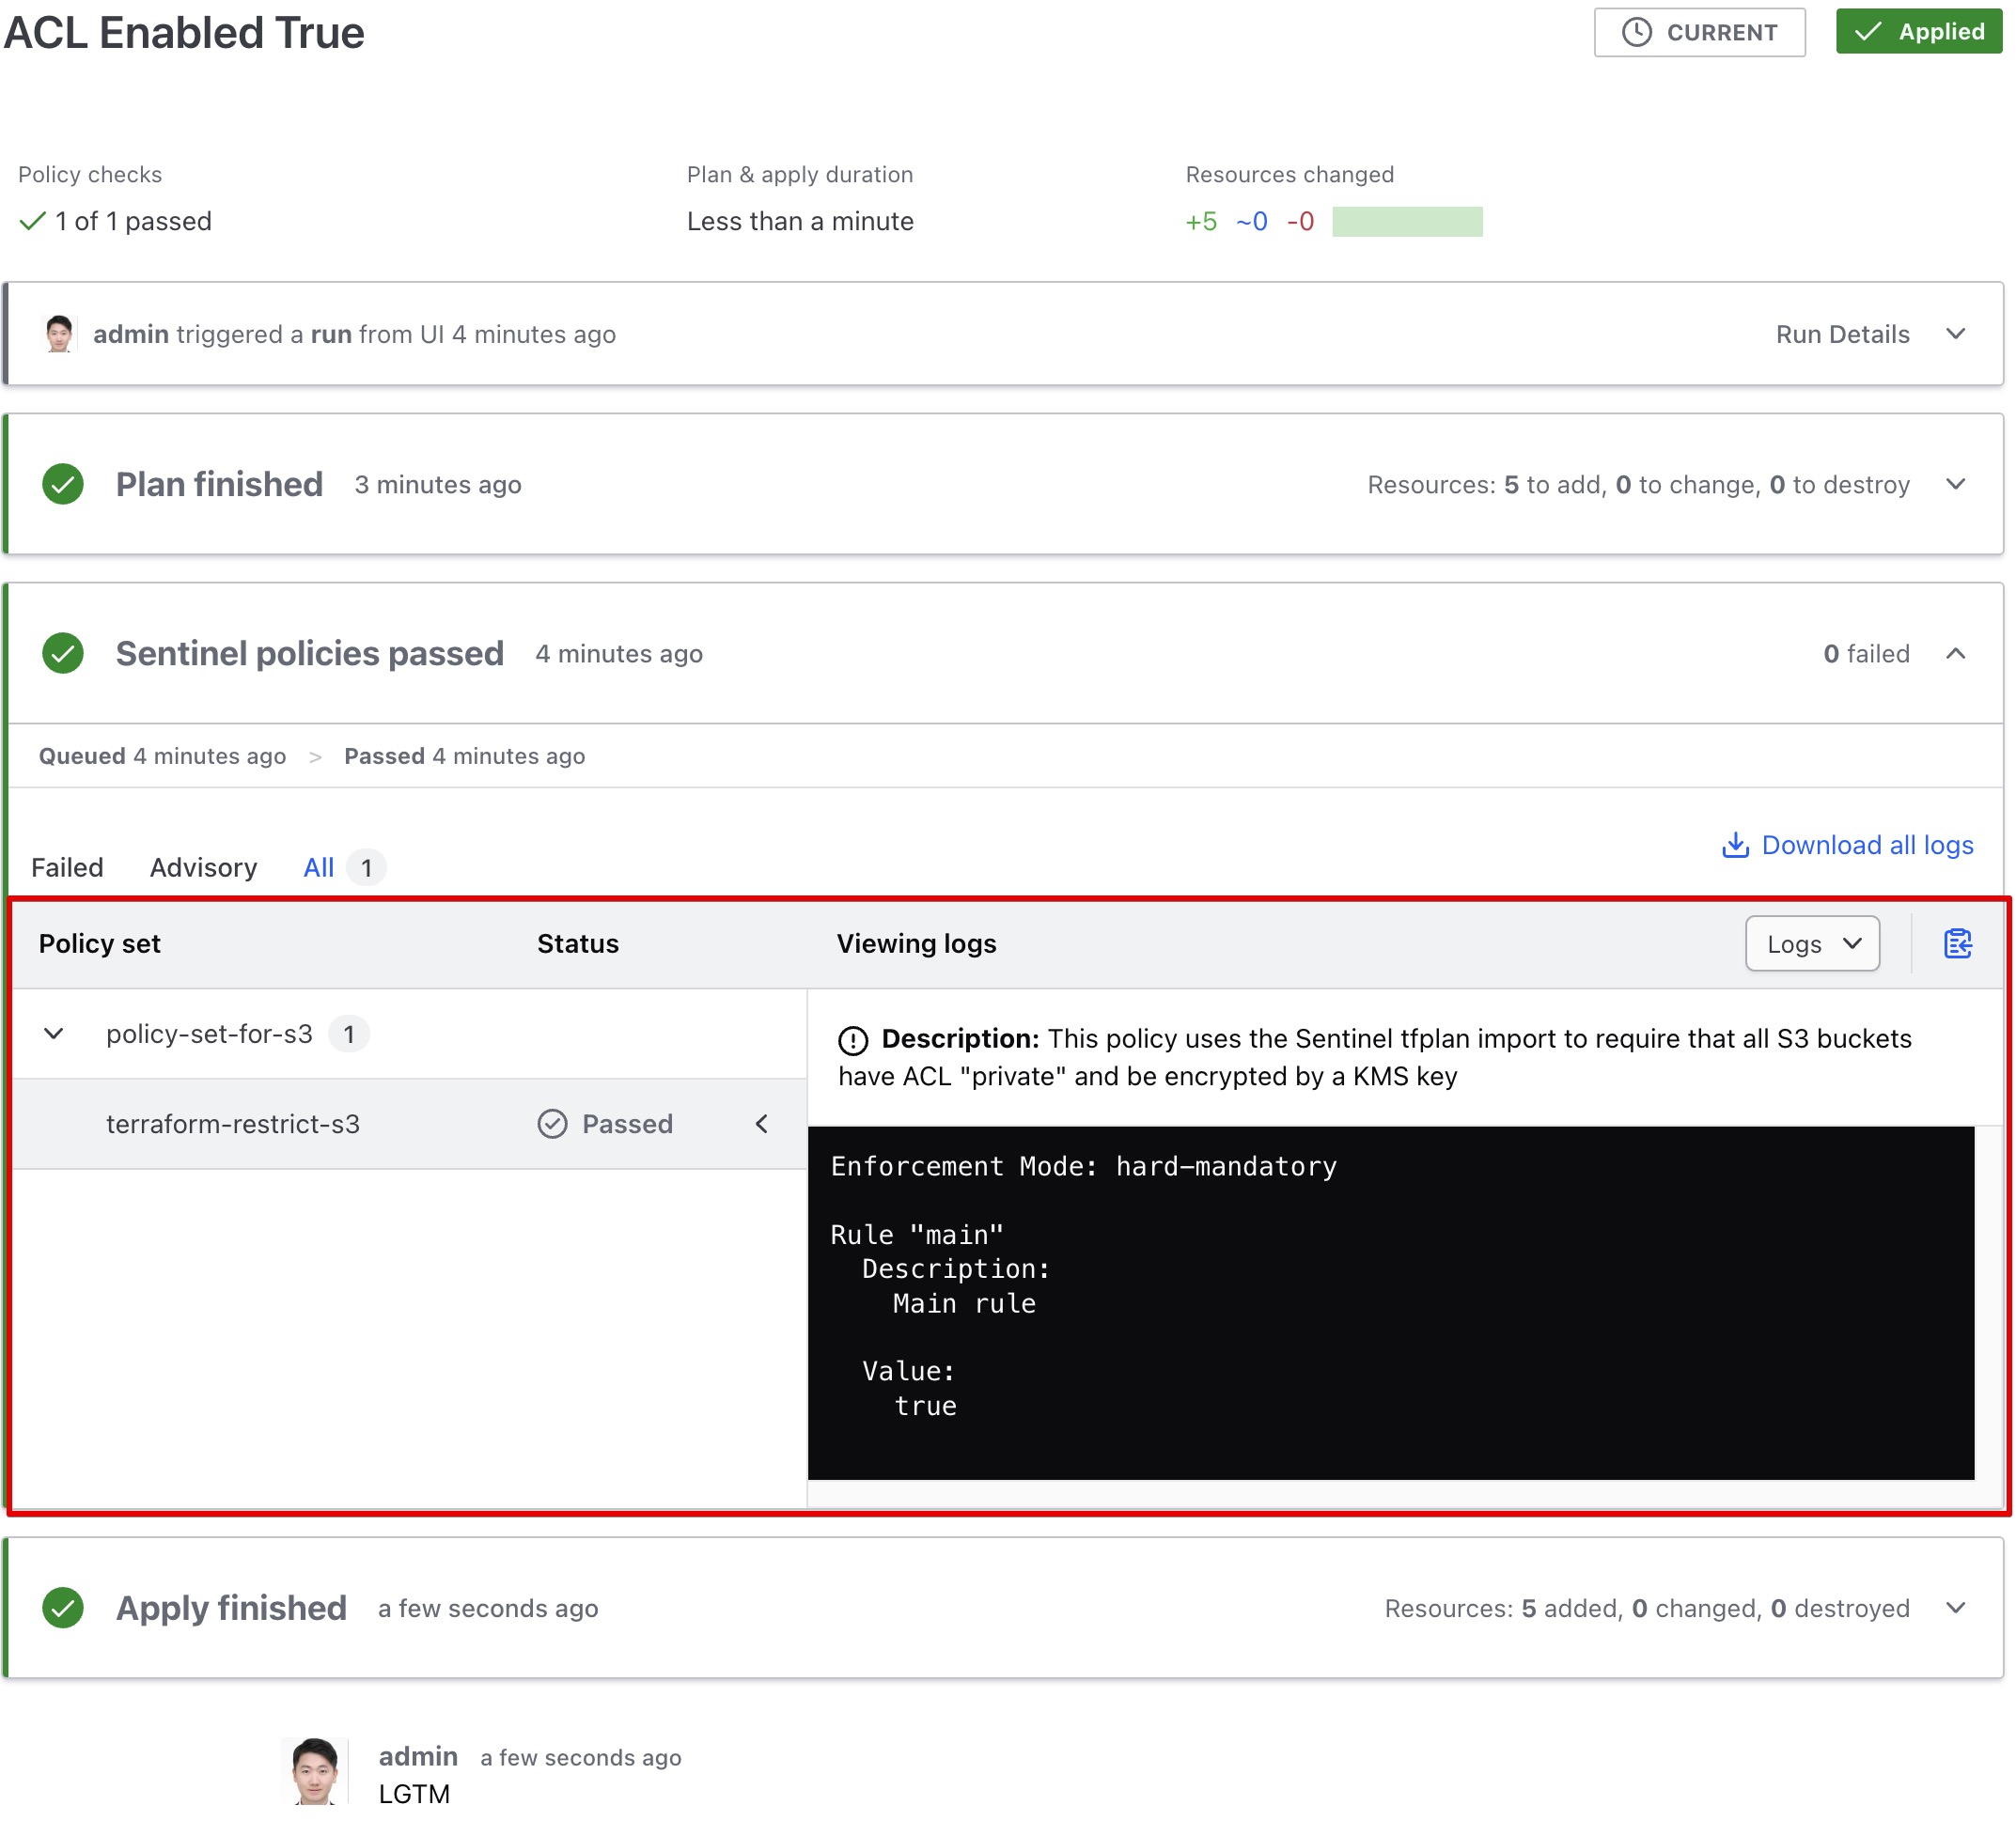 ACL Enabled True
CURRENT
Applied
Policy checks
Plan & apply duration
Resources changed
1 of 1 passed
Less than a minute
+5 ~0 -0
admin triggered a run from UI 4 minutes ago
Run Details
Plan finished 3 minutes ago
Resources: 5 to add, 0 to change, 0 to destroy
Sentinel policies passed 4 minutes ago
0 failed
Queued 4 minutes ago > Passed 4 minutes ago
Download all logs
Failed Advisory All 1
Policy set Status Viewing logs
Logs
policy-set-for-s3 1
terraform-restrict-s3 Passed
Description: This policy uses the Sentinel tfplan import to require that all S3 buckets
have ACL "private" and be encrypted by a KMS key
Enforcement Mode: hard-mandatory
Rule "main"
Description:
Main rule
Value:
true
Apply finished a few seconds ago
Resources: 5 added, 0 changed, 0 destroyed
admin a few seconds ago
LGTM